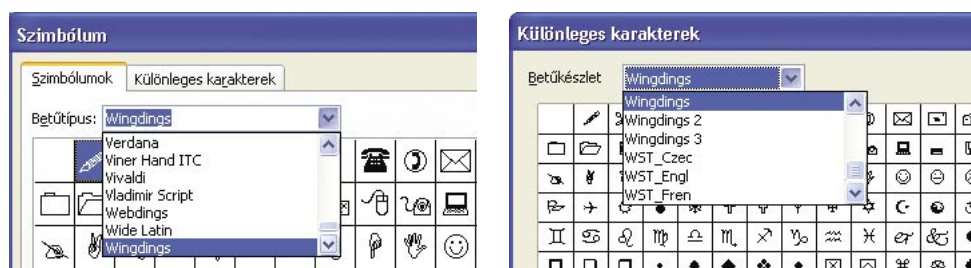 Szimbólum
Szimbólumok
Különleges karakterek
Betűtípus:
Wingdings
Verdana
Viner Hand ITC
Vivaldi
Vladimir Script
Webdings
Wide Latin
Wingdings
Különleges karakterek
Betűkészlet
Wingdings
Wingdings
Wingdings 2
Wingdings 3
WST_Czec
WST_Engl
WST_Fren